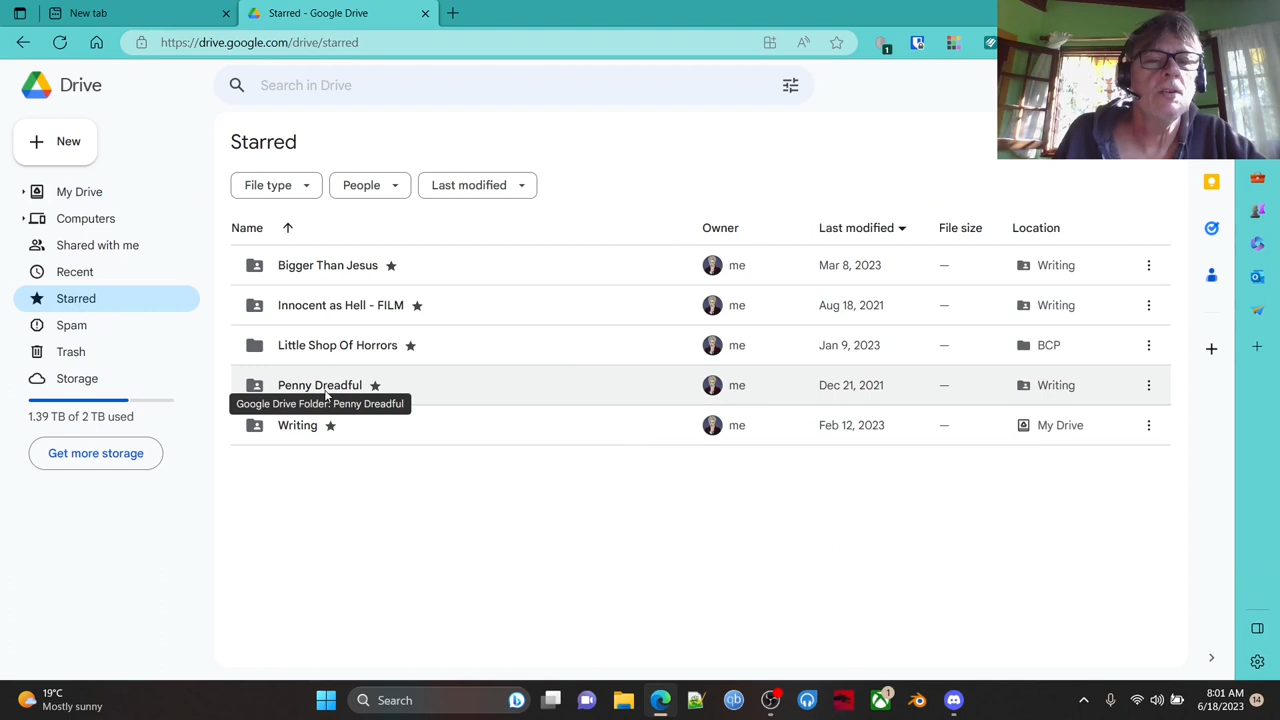 New tab
Starred - Google Drive
https://drive.google.com/drive/starred
1
Drive
Search in Drive
New
My Drive
Computers
Shared with me
Recent
Starred
Spam
Trash
Storage
1.39 TB of 2 TB used
Get more storage
Starred
File type
People
Last modified
Name Owner Last modified File size Location
Bigger Than Jesus me Mar 8, 2023 — Writing
Innocent as Hell - FILM me Aug 18, 2021 — Writing
Little Shop Of Horrors me Jan 9, 2023 — BCP
Penny Dreadful me Dec 21, 2021 — Writing
Google Drive Folder: Penny Dreadful
Writing me Feb 12, 2023 — My Drive
19°C
Mostly sunny
Search
qb
1
8:01 AM
6/18/2023
14